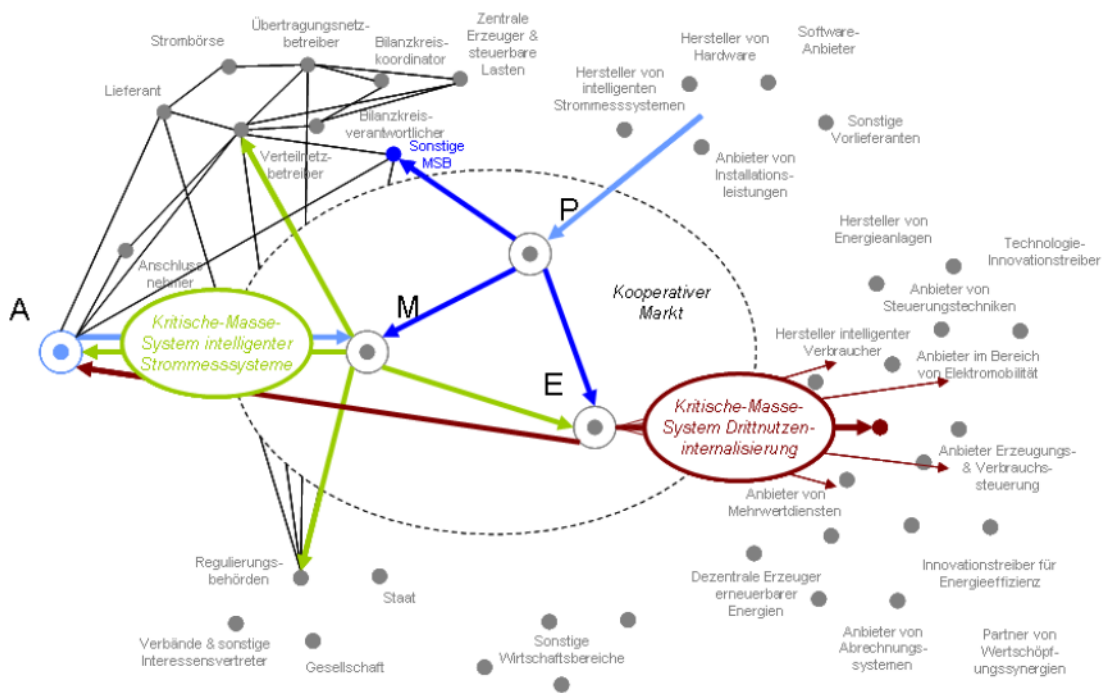 Strombörse
Übertragungsnetz-
betreiber
Bilanzkreis-
koordinator
Zentrale
Erzeuger &
steuerbare
Lasten
Lieferant
Bilanzkreis-
verantwortlicher
Verteilnetz-
betreiber
Sonstige
MSB
Anschluss
nehmer
Hersteller von
Hardware
Software-
Anbieter
Hersteller von
intelligenten
Strommesssystemen
Sonstige
Vorlieferanten
Anbieter von
Installations-
leistungen
P
M
A
E
Kooperativer
Markt
Kritische-Masse-
System intelligenter
Strommesssysteme
Kritische-Masse-
System Drittnutzen-
internalisierung
Hersteller von
Energieanlagen
Technologie-
Innovationstreiber
Anbieter von
Steuerungstechniken
Hersteller intelligenter
Verbraucher
Anbieter im Bereich
von Elektromobilität
Anbieter Erzeugungs-
& Verbrauchs-
steuerung
Anbieter von
Mehrwertdiensten
Regulierungs-
behörden
Staat
Verbände & sonstige
Interessensvertreter
Gesellschaft
Sonstige
Wirtschaftsbereiche
Dezentrale Erzeuger
erneuerbarer
Energien
Innovationstreiber für
Energieeffizienz
Anbieter von
Abrechnungs-
systemen
Partner von
Wertschöpf-
ungssynergien